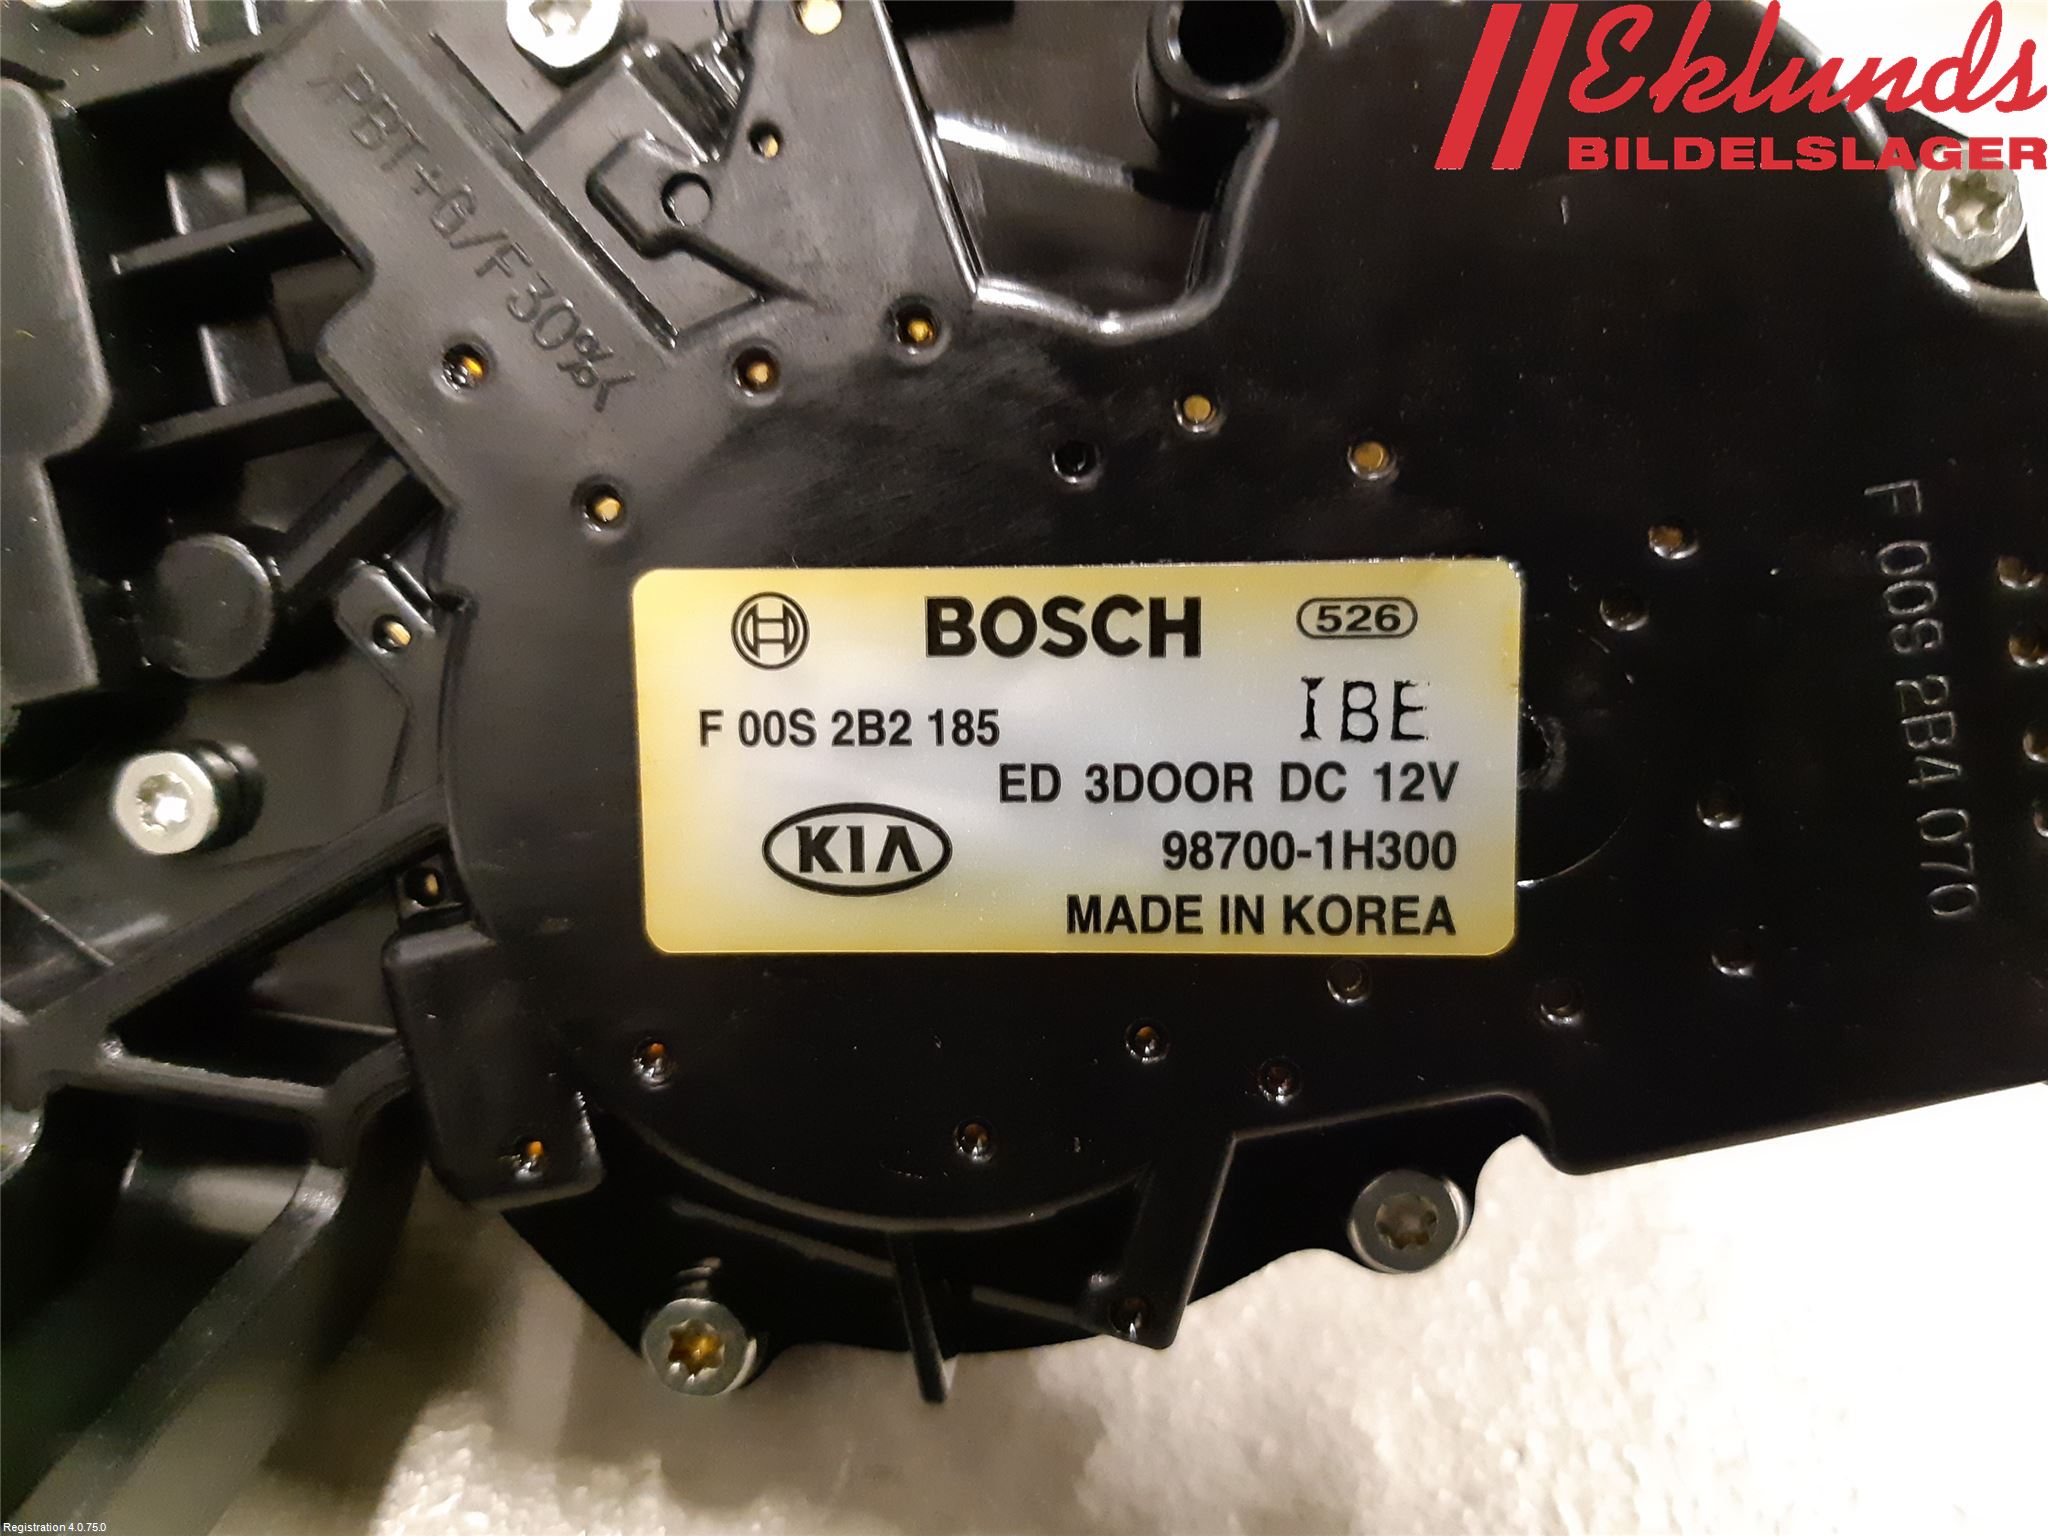 Eklunds
BILDELSLAGER
>PBT+G/F30%<
F 00S 2B4 070
BOSCH 526
IBE
F 00S 2B2 185
ED 3DOOR DC 12V
KIA
98700-1H300
MADE IN KOREA
Registration 4.0.75.0